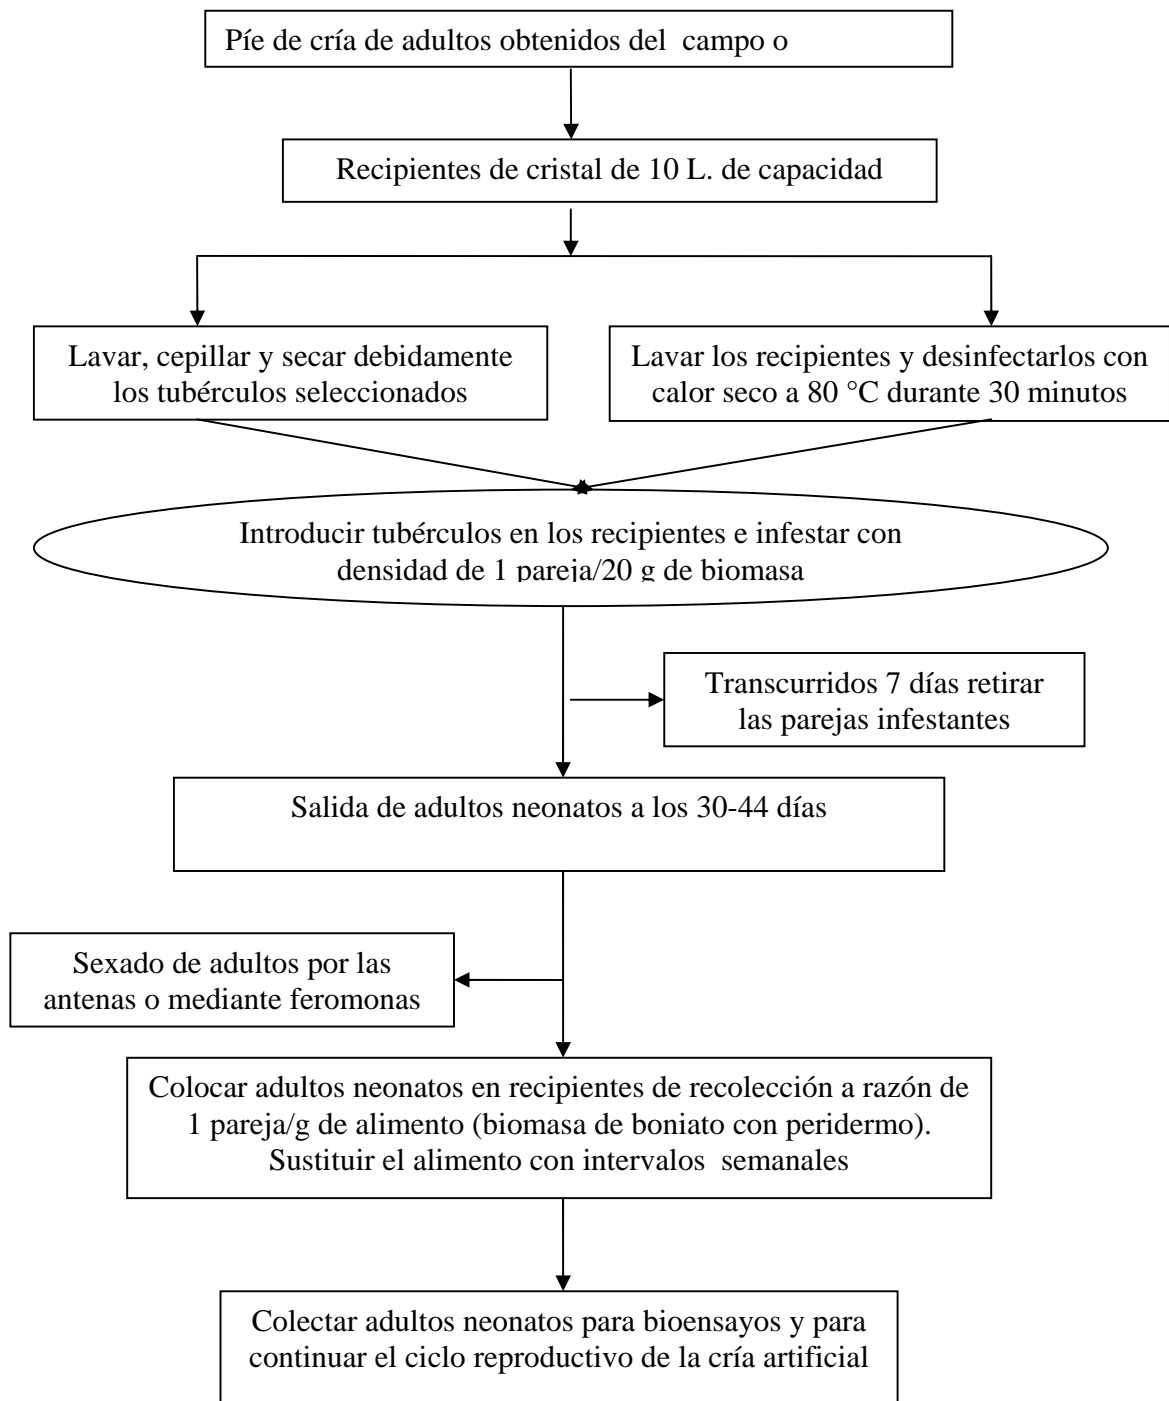 Píe de cría de adultos obtenidos del campo o
Recipientes de cristal de 10 L. de capacidad
Lavar, cepillar y secar debidamente
los tubérculos seleccionados
Lavar los recipientes y desinfectarlos con
calor seco a 80 °C durante 30 minutos
Introducir tubérculos en los recipientes e infestar con
densidad de 1 pareja/20 g de biomasa
Transcurridos 7 días retirar
las parejas infestantes
Salida de adultos neonatos a los 30-44 días
Sexado de adultos por las
antenas o mediante feromonas
Colocar adultos neonatos en recipientes de recolección a razón de
1 pareja/g de alimento (biomasa de boniato con peridermo).
Sustituir el alimento con intervalos semanales
Colectar adultos neonatos para bioensayos y para
continuar el ciclo reproductivo de la cría artificial